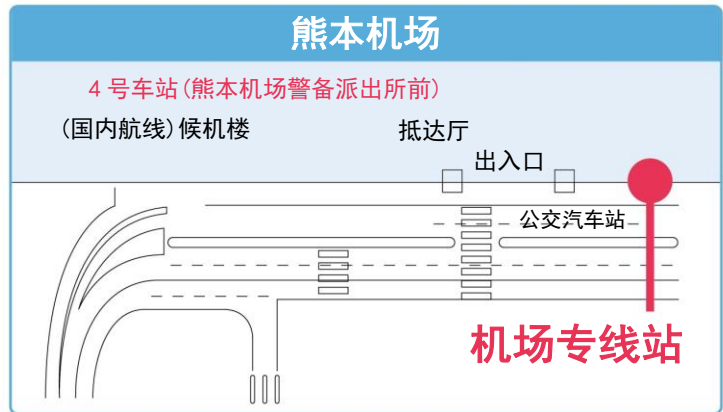 熊本机场
4号车站(熊本机场警备派出所前)
(国内航线)候机楼
抵达厅
出入口
公交汽车站
机场专线站